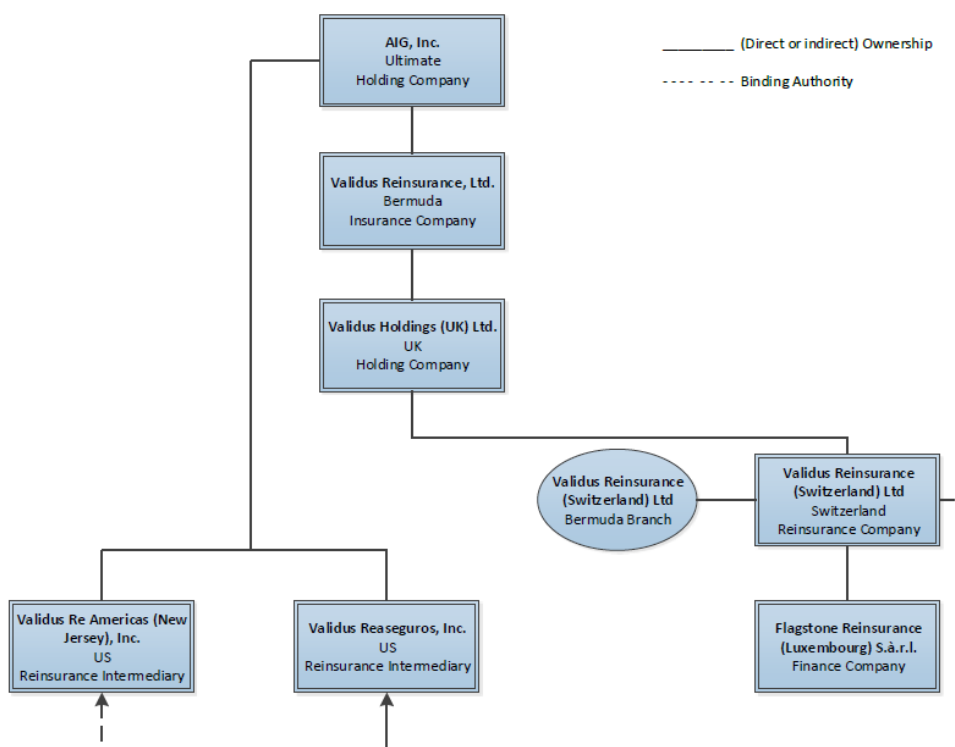 AIG, Inc.
Ultimate
Holding Company
(Direct or indirect) Ownership
Binding Authority
Validus Reinsurance, Ltd.
Bermuda
Insurance Company
Validus Holdings (UK) Ltd.
UK
Holding Company
Validus Reinsurance
(Switzerland) Ltd
Bermuda Branch
Validus Reinsurance
(Switzerland) Ltd
Switzerland
Reinsurance Company
Validus Re Americas (New
Jersey), Inc.
US
Reinsurance Intermediary
Validus Reaseguros, Inc.
US
Reinsurance Intermediary
Flagstone Reinsurance
(Luxembourg) S.à.r.l.
Finance Company